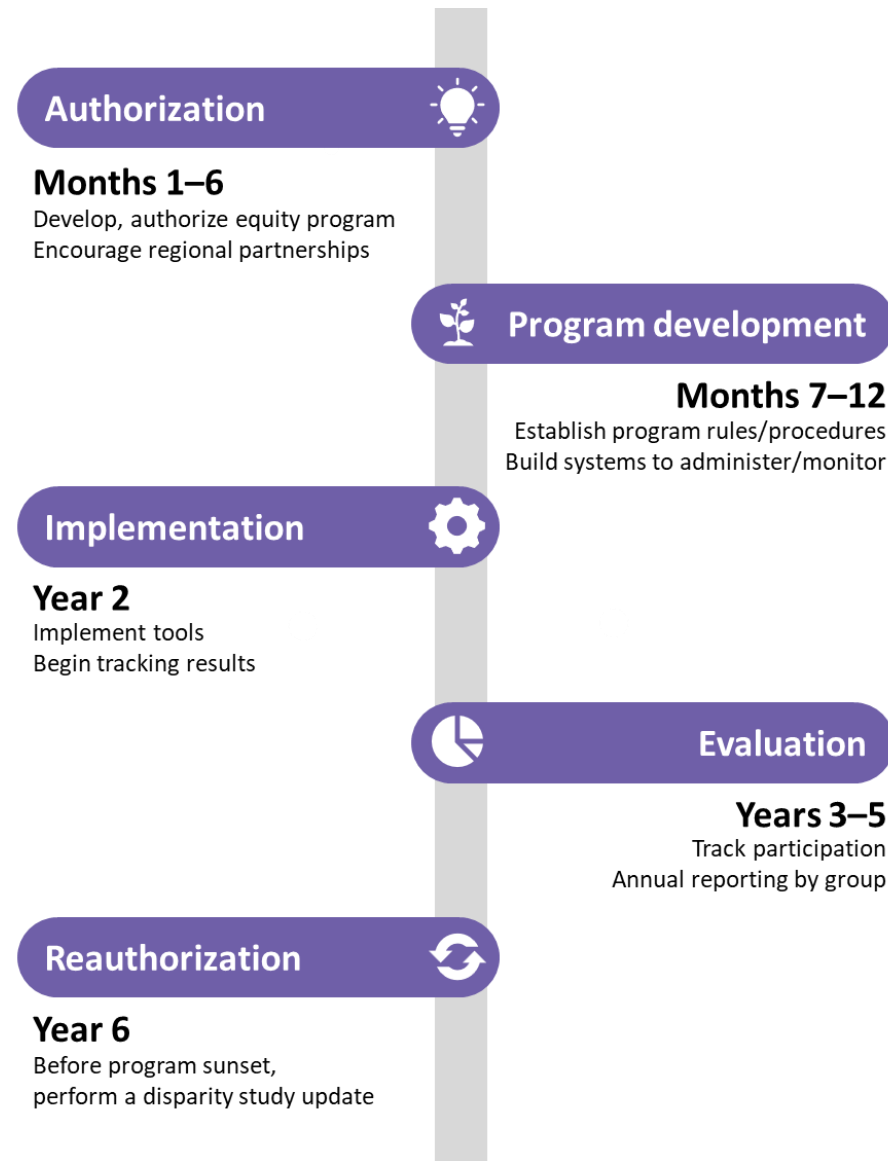 Authorization
Months 1–6
Develop, authorize equity program
Encourage regional partnerships
Program development
Months 7–12
Establish program rules/procedures
Build systems to administer/monitor
Implementation
Year 2
Implement tools
Begin tracking results
Evaluation
Years 3–5
Track participation
Annual reporting by group
Reauthorization
Year 6
Before program sunset,
perform a disparity study update